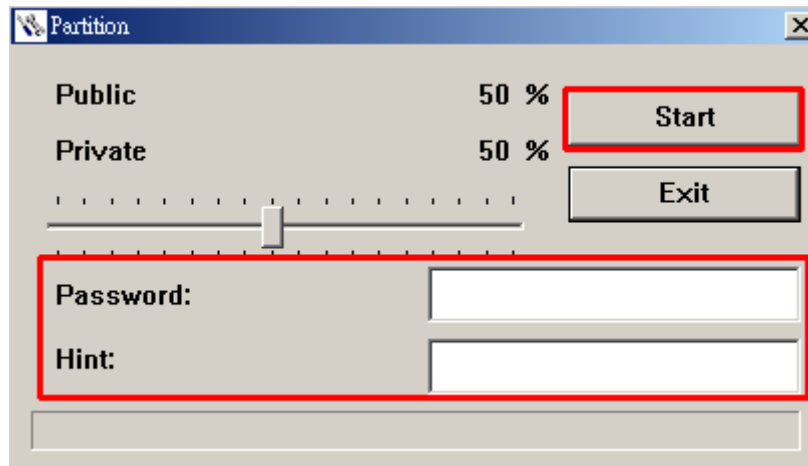 Partition
Public 50 %
Private 50 %
Start
Exit
Password:
Hint: